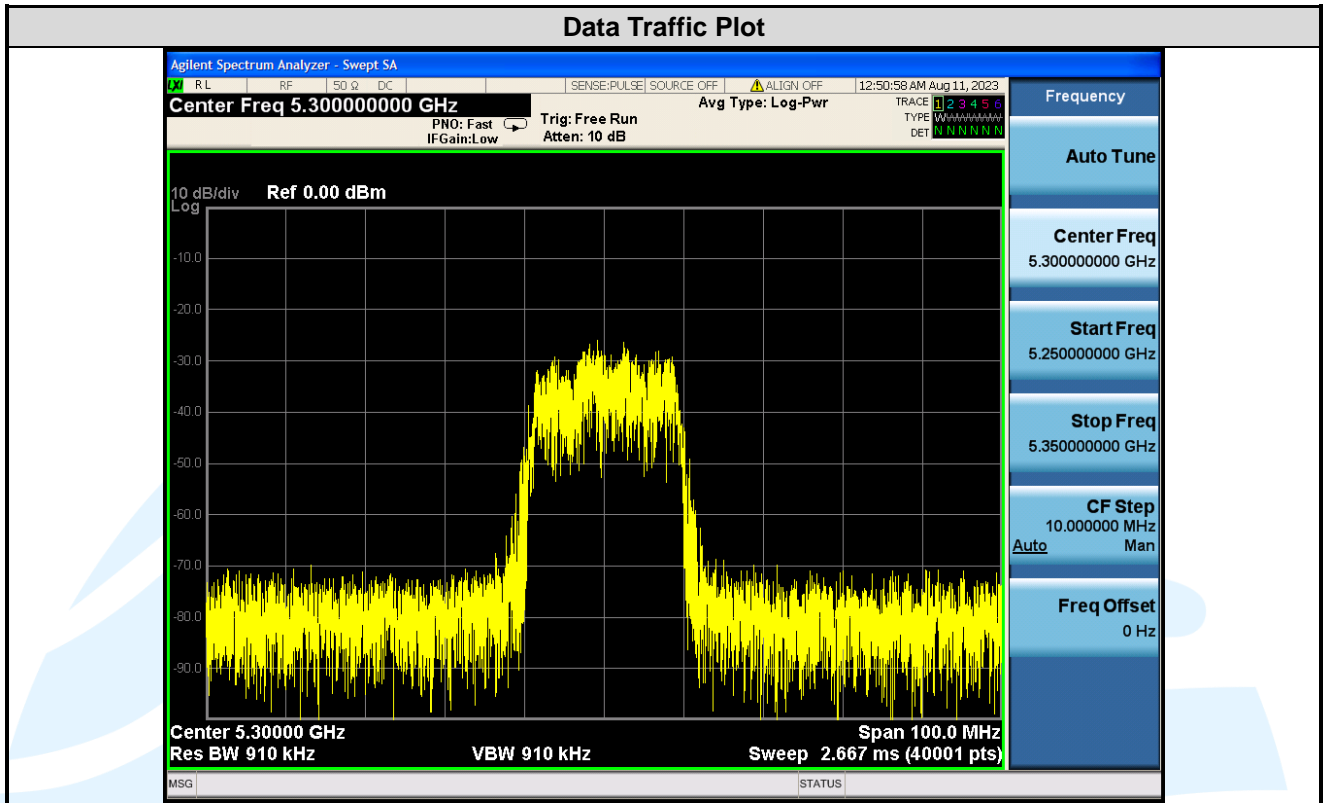 Data Traffic Plot
Agilent Spectrum Analyzer - Swept SA
LXI RL RF 50 Ω DC SENSE:PULSE SOURCE OFF ALIGN OFF 12:50:58 AM Aug 11, 2023
Center Freq 5.300000000 GHz
PNO: Fast
IFGain:Low
Trig: Free Run
Atten: 10 dB
Avg Type: Log-Pwr
TRACE 1 2 3 4 5 6
TYPE
DET N N N N N N
10 dB/div Ref 0.00 dBm
Log
-10.0
-20.0
-30.0
-40.0
-50.0
-60.0
-70.0
-80.0
-90.0
Center 5.30000 GHz Span 100.0 MHz
Res BW 910 kHz VBW 910 kHz Sweep 2.667 ms (40001 pts)
MSG STATUS
Frequency
Auto Tune
Center Freq
5.300000000 GHz
Start Freq
5.250000000 GHz
Stop Freq
5.350000000 GHz
CF Step
10.000000 MHz
Auto Man
Freq Offset
0 Hz